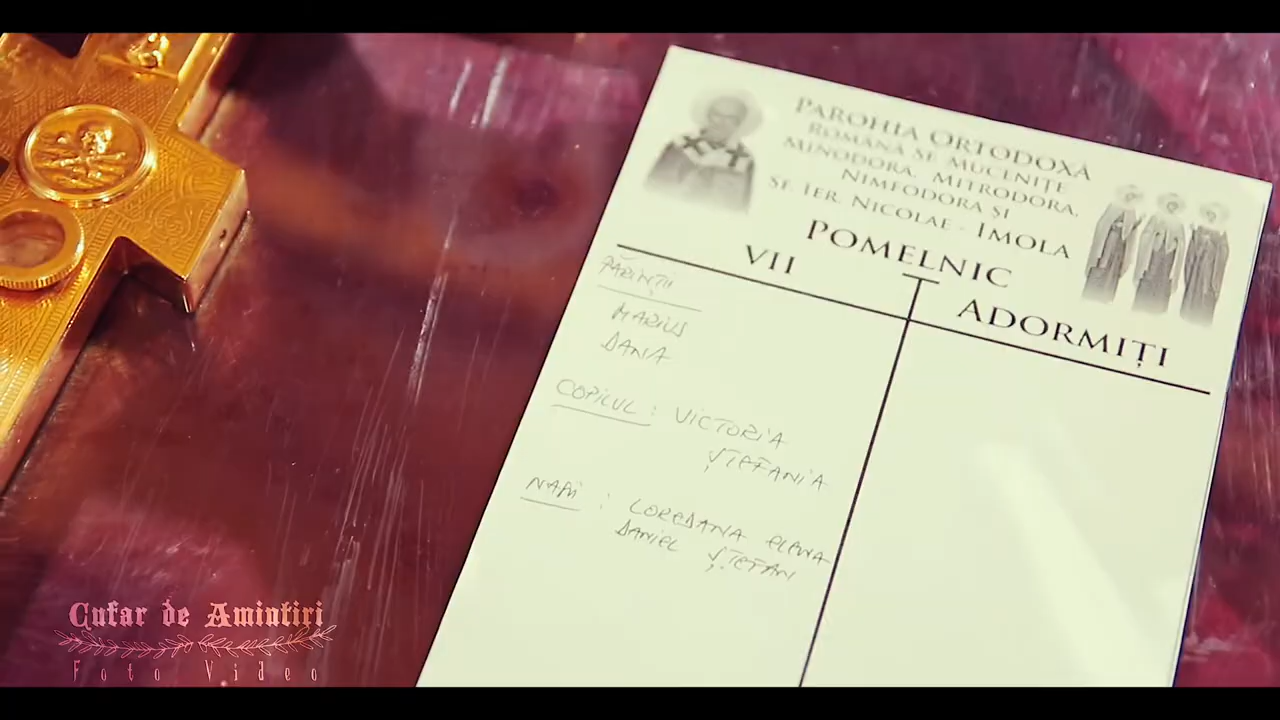 PAROHIA ORTODOXĂ
ROMÂNĂ SF. MUCENIȚE
MINODORA, MITRODORA,
NIMFODORA ȘI
SF. IER. NICOLAE - IMOLA
POMELNIC
VII
ADORMIȚI
PĂRINȚII
MARIUS
DANA
COPILUL : VICTORIA
ȘTEFANIA
NAȘII : LOREDANA ELENA
DANIEL ȘTEFAN
Cufar de Amintiri
Foto Video